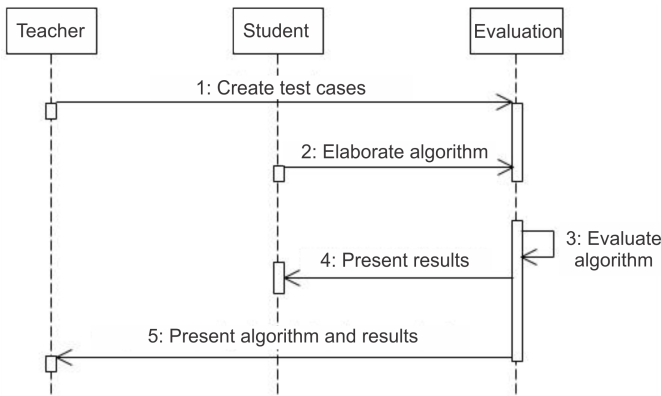 Teacher
Student
Evaluation
1: Create test cases
2: Elaborate algorithm
3: Evaluate
algorithm
4: Present results
5: Present algorithm and results